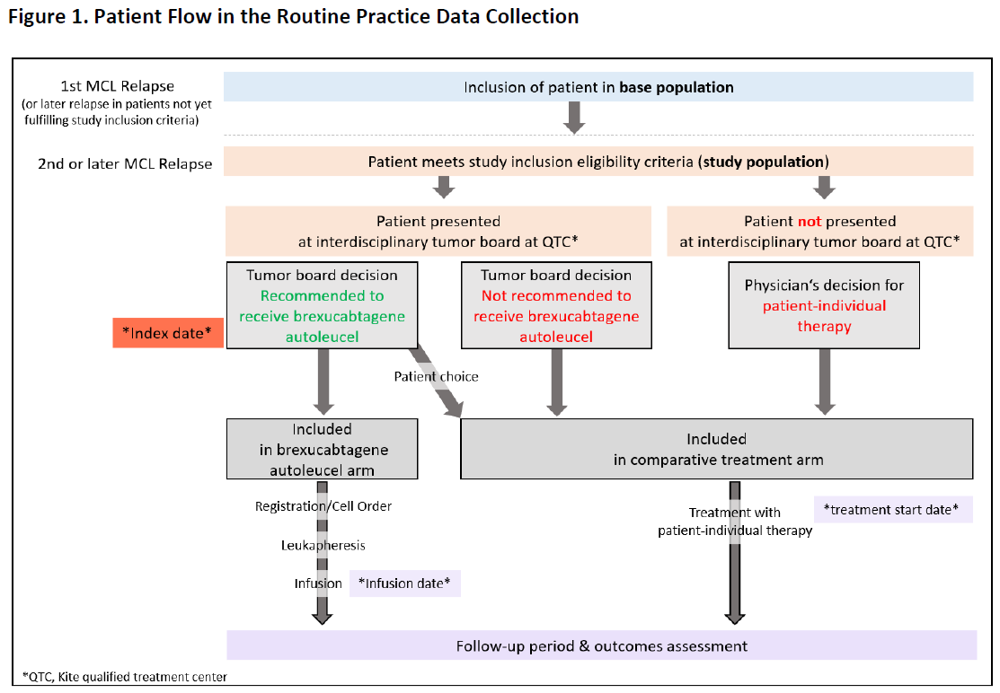 Figure 1. Patient Flow in the Routine Practice Data Collection
1st MCL Relapse
(or later relapse in patients not yet
fulfilling study inclusion criteria)
Inclusion of patient in base population
2nd or later MCL Relapse
Patient meets study inclusion eligibility criteria (study population)
Patient presented
at interdisciplinary tumor board at QTC*
Patient not presented
at interdisciplinary tumor board at QTC*
Tumor board decision
Recommended to
receive brexucabtagene
autoleucel
Tumor board decision
Not recommended to
receive brexucabtagene
autoleucel
Physician‘s decision for
patient-individual
therapy
*Index date*
Patient choice
Included
in brexucabtagene
autoleucel arm
Included
in comparative treatment arm
Registration/Cell Order
Leukapheresis
Infusion
*Infusion date*
Treatment with
patient-individual therapy
*treatment start date*
Follow-up period & outcomes assessment
*QTC, Kite qualified treatment center